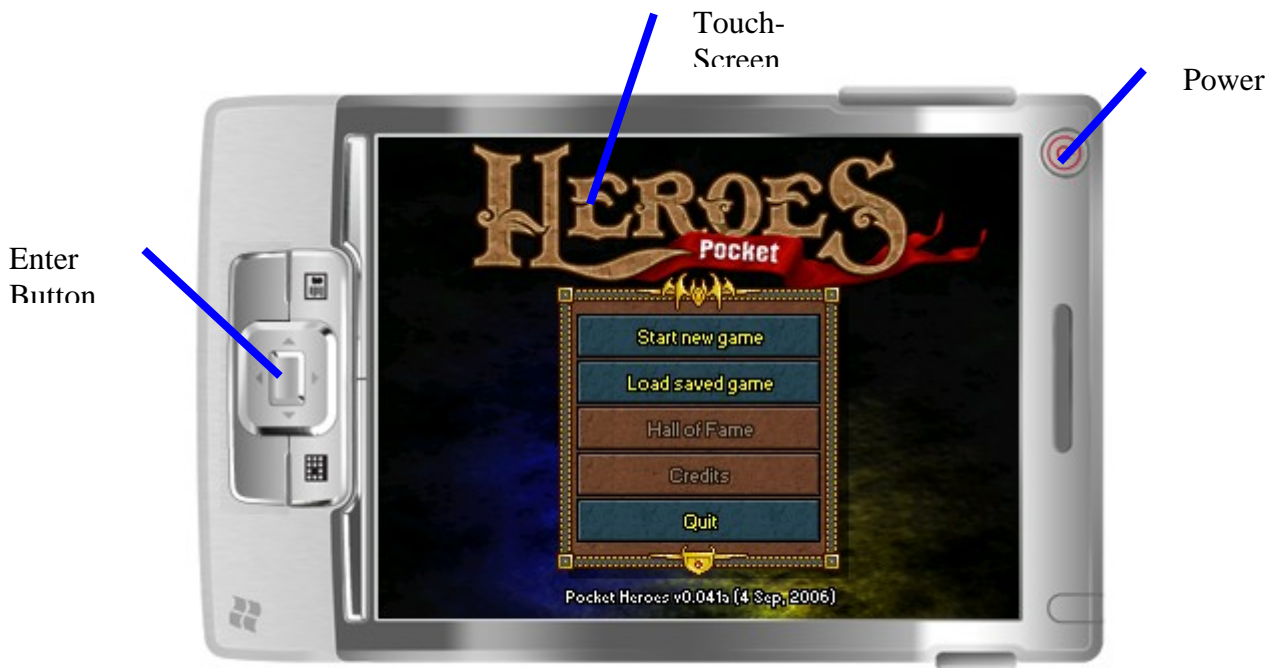 Touch-
Screen
Power
Enter
Button
HEROES
Pocket
Start new game
Load saved game
Hall of Fame
Credits
Quit
Pocket Heroes v0.041a (4 Sep, 2006)